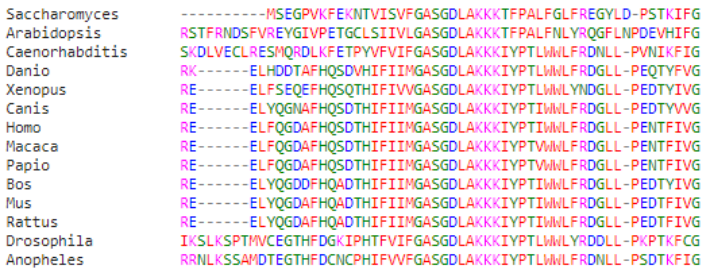 Saccharomyces -----------MSEGPVKFEKNTVISVFGASGDLAKKKTFPALFGLFREGYLD-PSTKIFG
Arabidopsis RSTFRNDSFVREYGIVPETGCLSIIVLGASGDLAKKKTFPALFNLYRQGFLNPDEVHIFG
Caenorhabditis SKDLVECLRESMQRDLKFETPYVFVIFGASGDLAKKKIYPTLWWLFRDNLL-PVNIKFIG
Danio RK------ELHDDTAFHQSDVHIFIIMGASGDLAKKKIYPTLWWLFRDGLL-PEQTYFVG
Xenopus RE------ELFSEQEFHQSQTHIFIVVGASGDLAKKKIYPTLWWLYNDGLL-PEDTYIVG
Canis RE------ELYQGNAFHQSDTHIFIIMGASGDLAKKKIYPTIWWLFRDGLL-PEDTYVVG
Homo RE------ELFQGDAFHQSDTHIFIIMGASGDLAKKKIYPTIWWLFRDGLL-PENTFIVG
Macaca RE------ELFQGDAFHQSDTHIFIIMGASGDLAKKKIYPTVWWLFRDGLL-PENTFIVG
Papio RE------ELFQGDAFHQSDTHIFIIMGASGDLAKKKIYPTVWWLFRDGLL-PENTFIVG
Bos RE------ELYQGDDFHQADTHIFIIMGASGDLAKKKIYPTIWWLFRDGLL-PEDTYIVG
Mus RE------ELYQGDAFHQADTHIFIIMGASGDLAKKKIYPTIWWLFRDGLL-PEDTFIVG
Rattus RE------ELYQGDAFHQADTHIFIIMGASGDLAKKKIYPTIWWLFRDGLL-PEDTFIVG
Drosophila IKSLKSPTMVCEGTHFDGKIPHTFVIFGASGDLAKKKIYPTLWWLYRDDLL-PKPTKFCG
Anopheles RRNLKSSAMDTEGTHFDCNCPHIFVVFGASGDLAKKKIYPTLWWLFRDNLL-PSDTKFIG